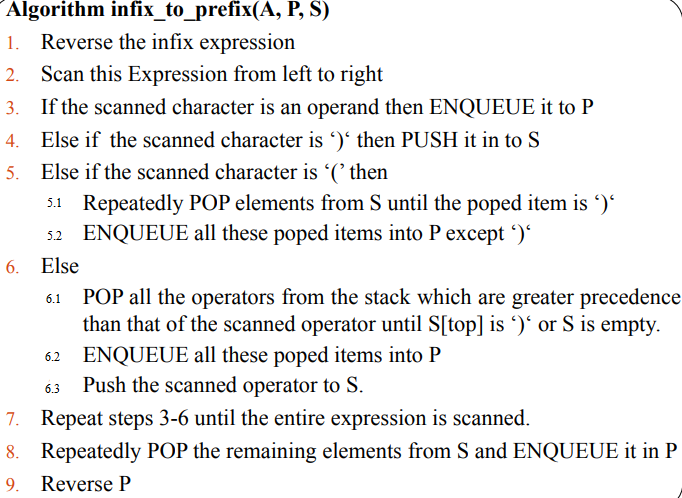 Algorithm infix_to_prefix(A, P, S)
1. Reverse the infix expression
2. Scan this Expression from left to right
3. If the scanned character is an operand then ENQUEUE it to P
4. Else if the scanned character is ‘)‘ then PUSH it in to S
5. Else if the scanned character is ‘(’ then
5.1 Repeatedly POP elements from S until the poped item is ‘)‘
5.2 ENQUEUE all these poped items into P except ‘)‘
6. Else
6.1 POP all the operators from the stack which are greater precedence
than that of the scanned operator until S[top] is ‘)‘ or S is empty.
6.2 ENQUEUE all these poped items into P
6.3 Push the scanned operator to S.
7. Repeat steps 3-6 until the entire expression is scanned.
8. Repeatedly POP the remaining elements from S and ENQUEUE it in P
9. Reverse P